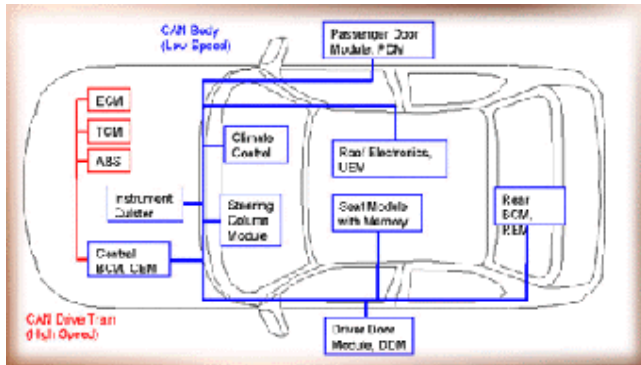 CAN Body
(Low Speed)
Passenger Door
Module, PDM
ECM
TCM
ABS
Climate
Control
Roof Electronics,
UEM
Instrument
Cluster
Steering
Column
Module
Seat Module
with Memory
Rear
ECM,
REM
Central
BCM, CEM
CAN Drive Train
(High Speed)
Driver Door
Module, DDM